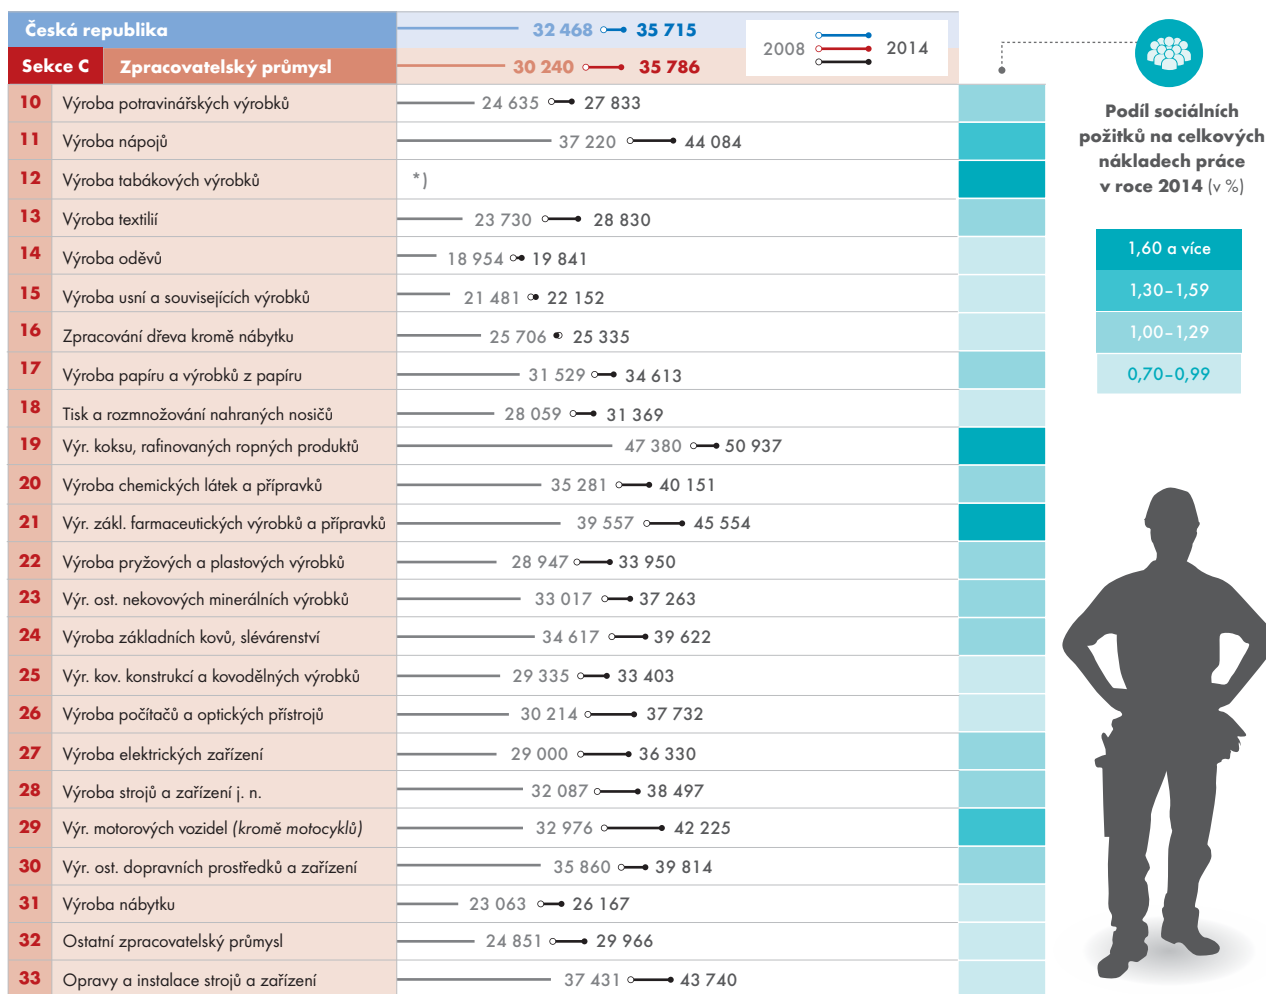 Česká republika 32 468 35 715
2008 2014
Sekce C Zpracovatelský průmysl 30 240 35 786
10 Výroba potravinářských výrobků 24 635 27 833
11 Výroba nápojů 37 220 44 084
12 Výroba tabákových výrobků *)
13 Výroba textilií 23 730 28 830
14 Výroba oděvů 18 954 19 841
15 Výroba usní a souvisejících výrobků 21 481 22 152
16 Zpracování dřeva kromě nábytku 25 706 25 335
17 Výroba papíru a výrobků z papíru 31 529 34 613
18 Tisk a rozmnožování nahraných nosičů 28 059 31 369
19 Výr. koksu, rafinovaných ropných produktů 47 380 50 937
20 Výroba chemických látek a přípravků 35 281 40 151
21 Výr. zákl. farmaceutických výrobků a přípravků 39 557 45 554
22 Výroba pryžových a plastových výrobků 28 947 33 950
23 Výr. ost. nekovových minerálních výrobků 33 017 37 263
24 Výroba základních kovů, slévárenství 34 617 39 622
25 Výr. kov. konstrukcí a kovodělných výrobků 29 335 33 403
26 Výroba počítačů a optických přístrojů 30 214 37 732
27 Výroba elektrických zařízení 29 000 36 330
28 Výroba strojů a zařízení j. n. 32 087 38 497
29 Výr. motorových vozidel (kromě motocyklů) 32 976 42 225
30 Výr. ost. dopravních prostředků a zařízení 35 860 39 814
31 Výroba nábytku 23 063 26 167
32 Ostatní zpracovatelský průmysl 24 851 29 966
33 Opravy a instalace strojů a zařízení 37 431 43 740
Podíl sociálních
požitků na celkových
nákladech práce
v roce 2014 (v %)
1,60 a více
1,30–1,59
1,00–1,29
0,70–0,99